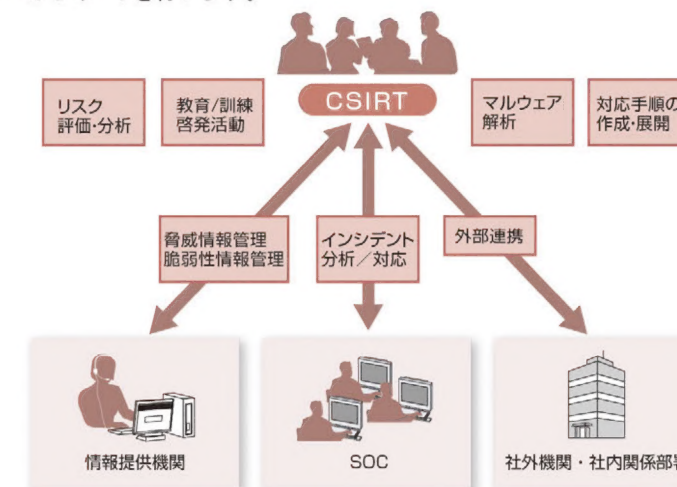 CSIRT
リスク
評価・分析
教育/訓練
啓発活動
マルウェア
解析
対応手順の
作成・展開
脅威情報管理
脆弱性情報管理
インシデント
分析／対応
外部連携
情報提供機関
SOC
社外機関・社内関係部署